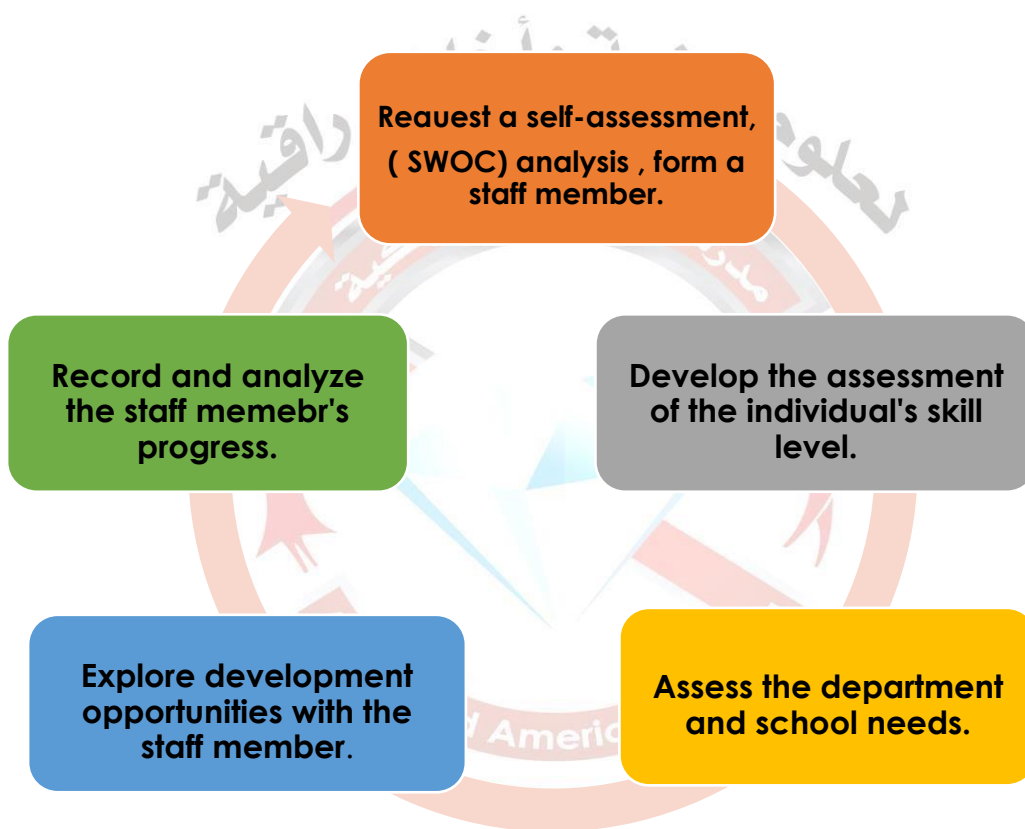 Reauest a self-assessment,
( SWOC) analysis , form a
staff member.
Record and analyze
the staff memebr's
progress.
Develop the assessment
of the individual's skill
level.
Explore development
opportunities with the
staff member.
Assess the department
and school needs.